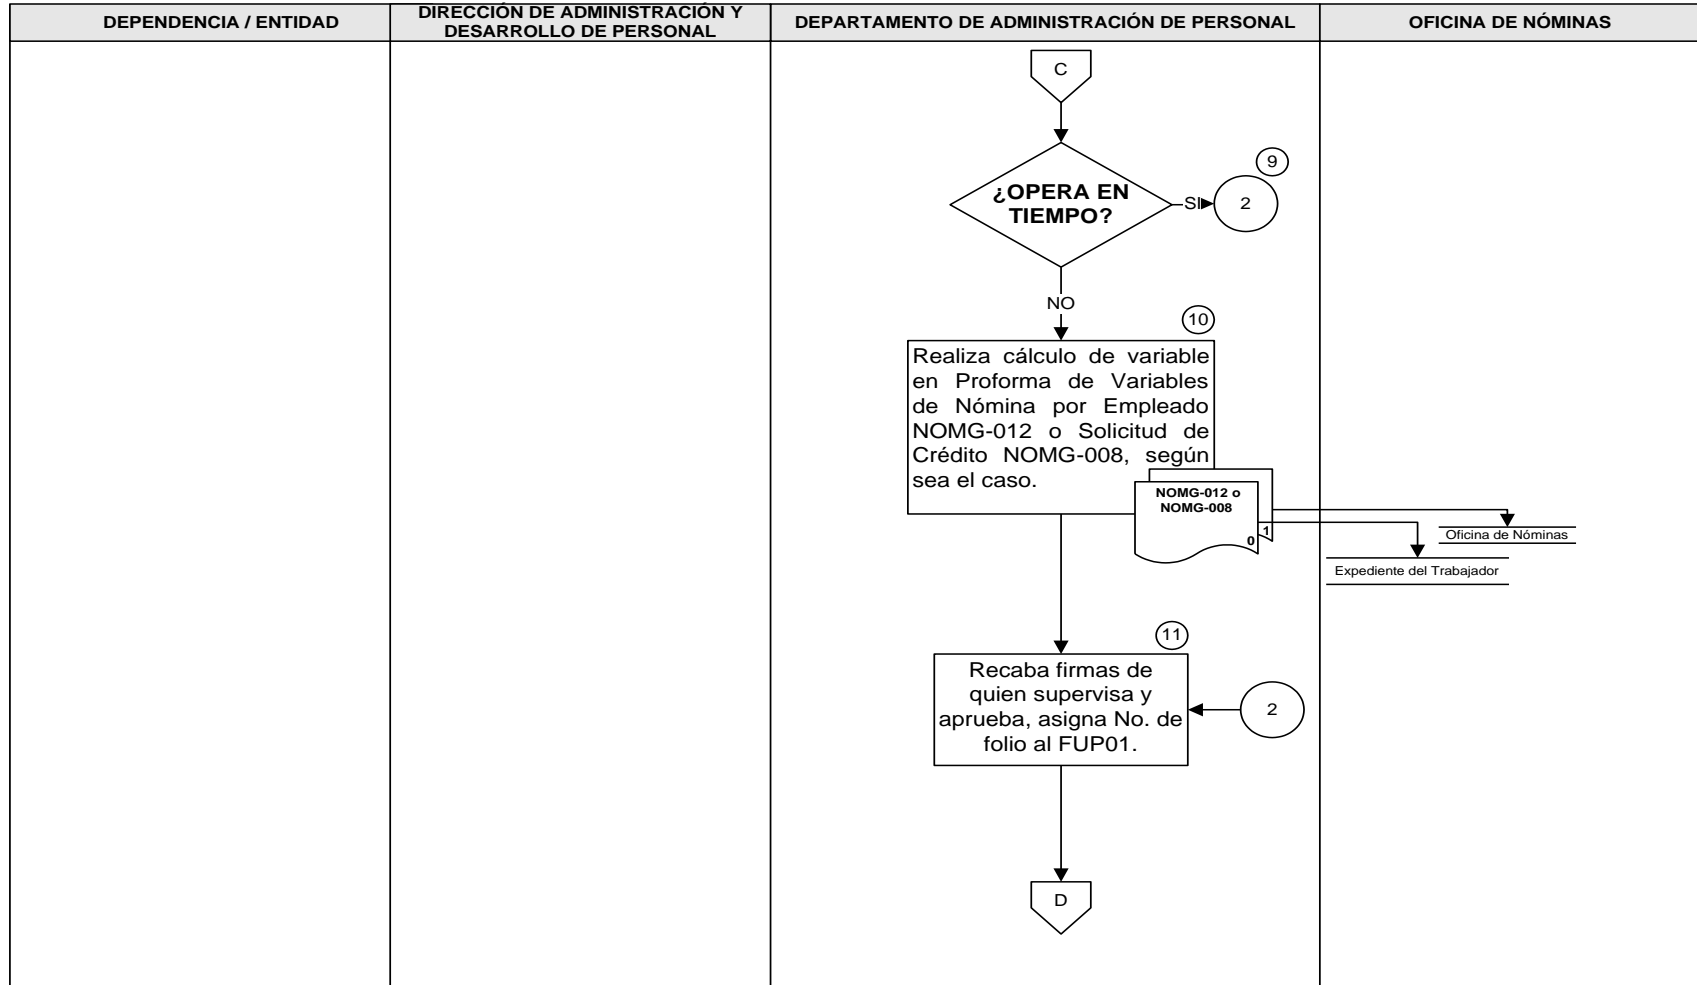 DEPENDENCIA / ENTIDAD
DIRECCIÓN DE ADMINISTRACIÓN Y
DESARROLLO DE PERSONAL
DEPARTAMENTO DE ADMINISTRACIÓN DE PERSONAL
OFICINA DE NÓMINAS
C
9
¿OPERA EN
TIEMPO?
SI
2
NO
10
Realiza cálculo de variable
en Proforma de Variables
de Nómina por Empleado
NOMG-012 o Solicitud de
Crédito NOMG-008, según
sea el caso.
NOMG-012 o
NOMG-008
1
0
Oficina de Nóminas
Expediente del Trabajador
11
Recaba firmas de
quien supervisa y
aprueba, asigna No. de
folio al FUP01.
2
D